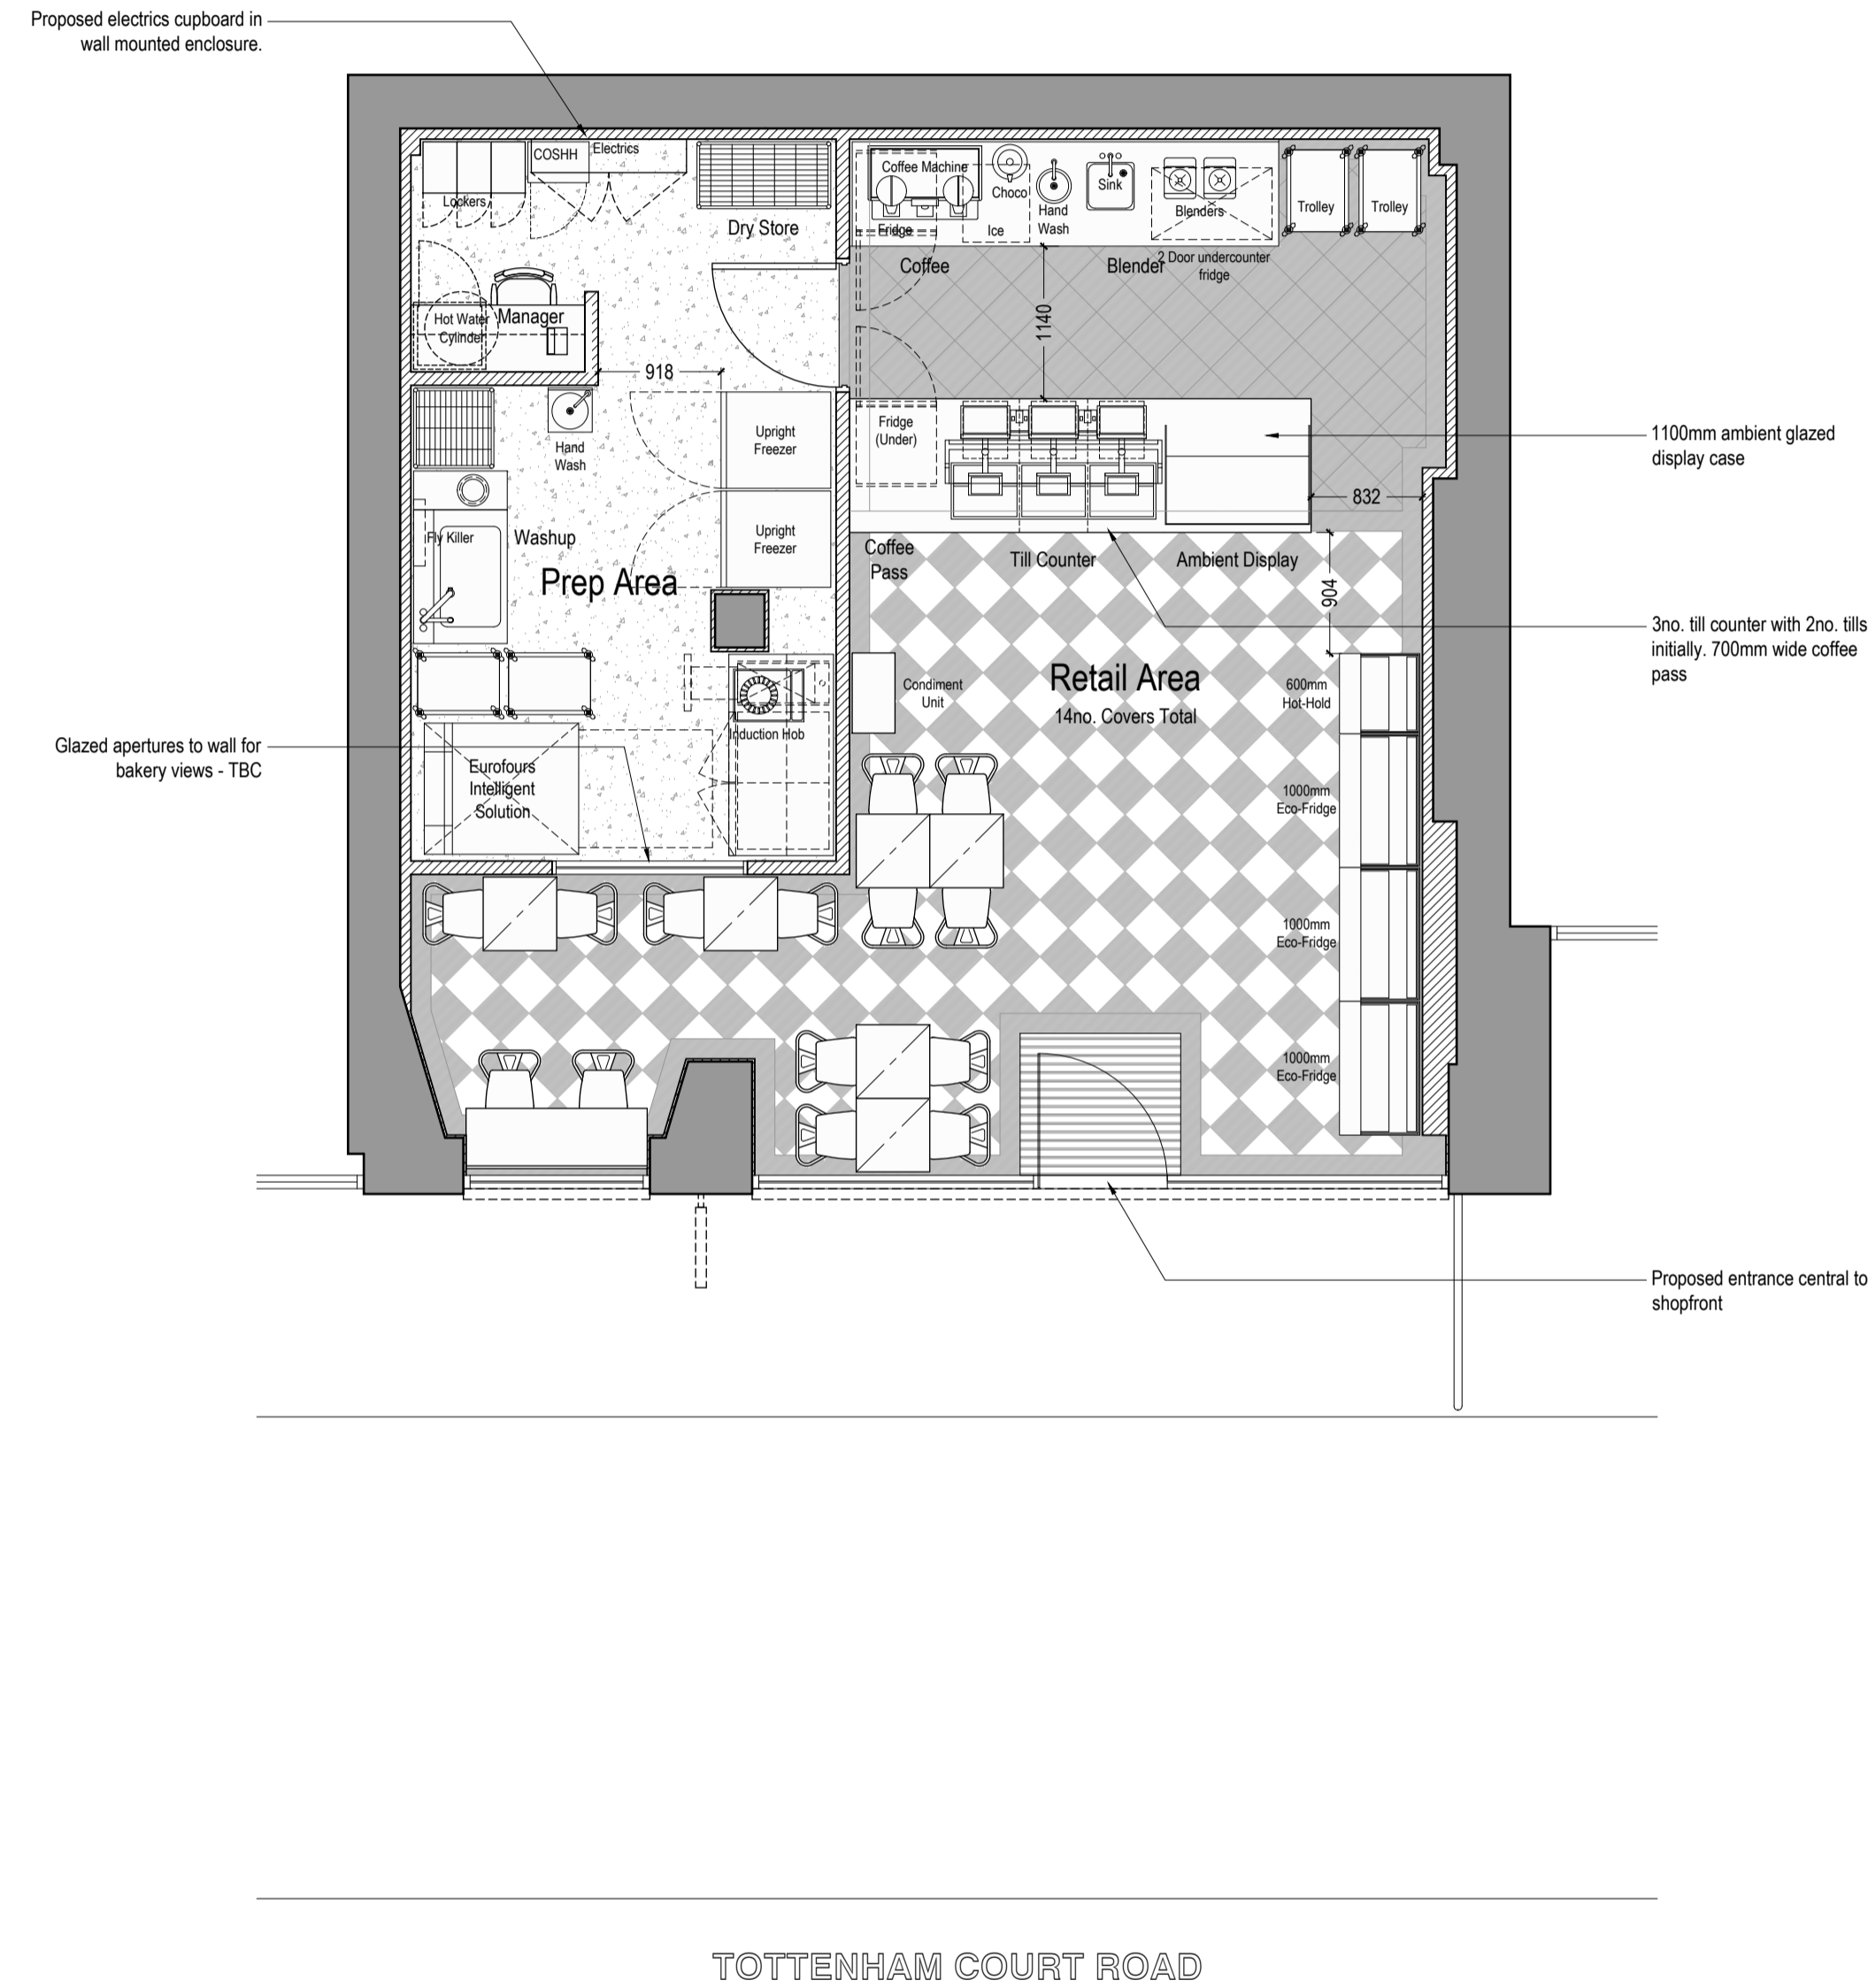 Proposed electrics cupboard in
wall mounted enclosure.
COSHH
Electrics
Lockers
Dry Store
Coffee Machine
Choco
Hand
Wash
Sink
Blenders
Trolley
Trolley
Fridge
Ice
Coffee
Blender
2 Door undercounter
fridge
Hot Water
Cylinder
Manager
1140
918
Fridge
(Under)
Upright
Freezer
Hand
Wash
1100mm ambient glazed
display case
832
Fly Killer
Washup
Upright
Freezer
Prep Area
Coffee
Pass
Till Counter
Ambient Display
904
3no. till counter with 2no. tills
initially. 700mm wide coffee
pass
Condiment
Unit
Retail Area
14no. Covers Total
600mm
Hot-Hold
Induction Hob
Glazed apertures to wall for
bakery views - TBC
Eurofours
Intelligent
Solution
1000mm
Eco-Fridge
1000mm
Eco-Fridge
1000mm
Eco-Fridge
Proposed entrance central to
shopfront
TOTTENHAM COURT ROAD